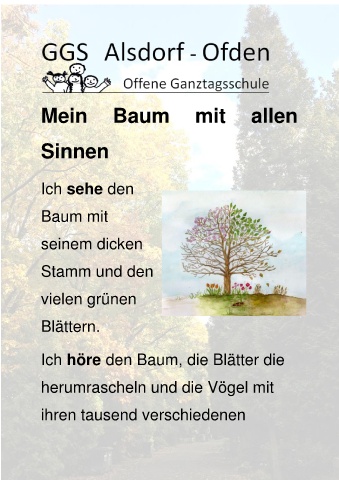 GGS Alsdorf - Ofden
Offene Ganztagsschule
Mein Baum mit allen
Sinnen
Ich sehe den
Baum mit
seinem dicken
Stamm und den
vielen grünen
Blättern.
Ich höre den Baum, die Blätter die
herumrascheln und die Vögel mit
ihren tausend verschiedenen